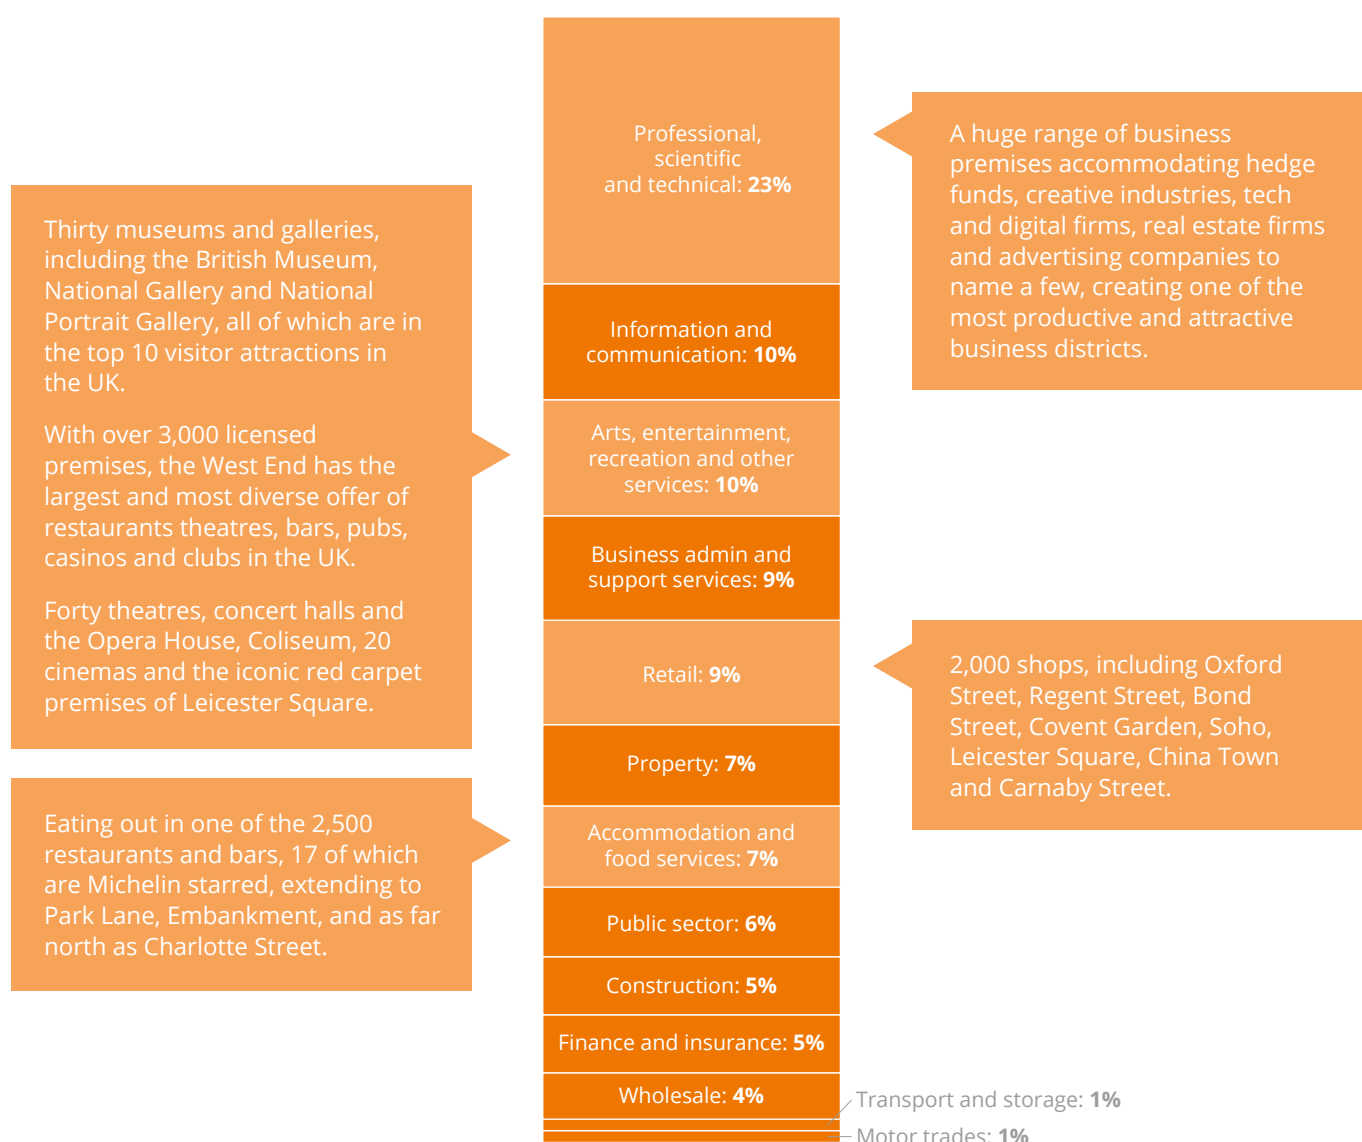 Professional,
scientific
and technical: 23%
A huge range of business
premises accommodating hedge
funds, creative industries, tech
and digital firms, real estate firms
and advertising companies to
name a few, creating one of the
most productive and attractive
business districts.
Thirty museums and galleries,
including the British Museum,
National Gallery and National
Portrait Gallery, all of which are in
the top 10 visitor attractions in
the UK.
With over 3,000 licensed
premises, the West End has the
largest and most diverse offer of
restaurants theatres, bars, pubs,
casinos and clubs in the UK.
Forty theatres, concert halls and
the Opera House, Coliseum, 20
cinemas and the iconic red carpet
premises of Leicester Square.
Information and
communication: 10%
Arts, entertainment,
recreation and other
services: 10%
Business admin and
support services: 9%
Retail: 9%
2,000 shops, including Oxford
Street, Regent Street, Bond
Street, Covent Garden, Soho,
Leicester Square, China Town
and Carnaby Street.
Property: 7%
Eating out in one of the 2,500
restaurants and bars, 17 of which
are Michelin starred, extending to
Park Lane, Embankment, and as far
north as Charlotte Street.
Accommodation and
food services: 7%
Public sector: 6%
Construction: 5%
Finance and insurance: 5%
Wholesale: 4%
Transport and storage: 1%
Motor trades: 1%